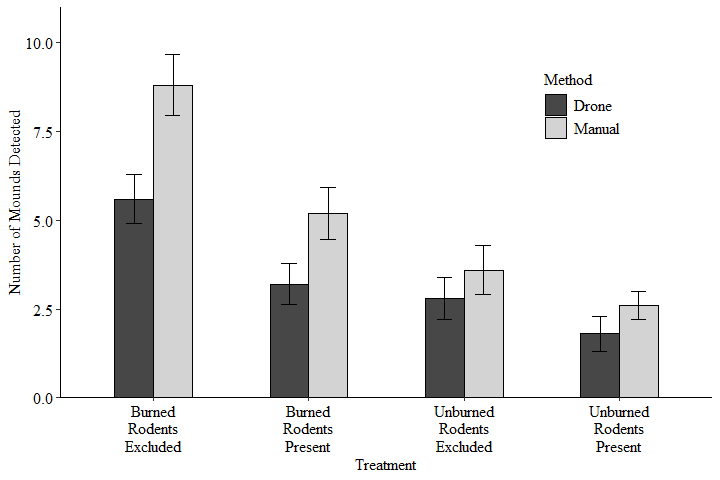 10.0
7.5
5.0
2.5
0.0
Number of Mounds Detected
Method
Drone
Manual
Burned
Rodents
Excluded
Burned
Rodents
Present
Unburned
Rodents
Excluded
Unburned
Rodents
Present
Treatment